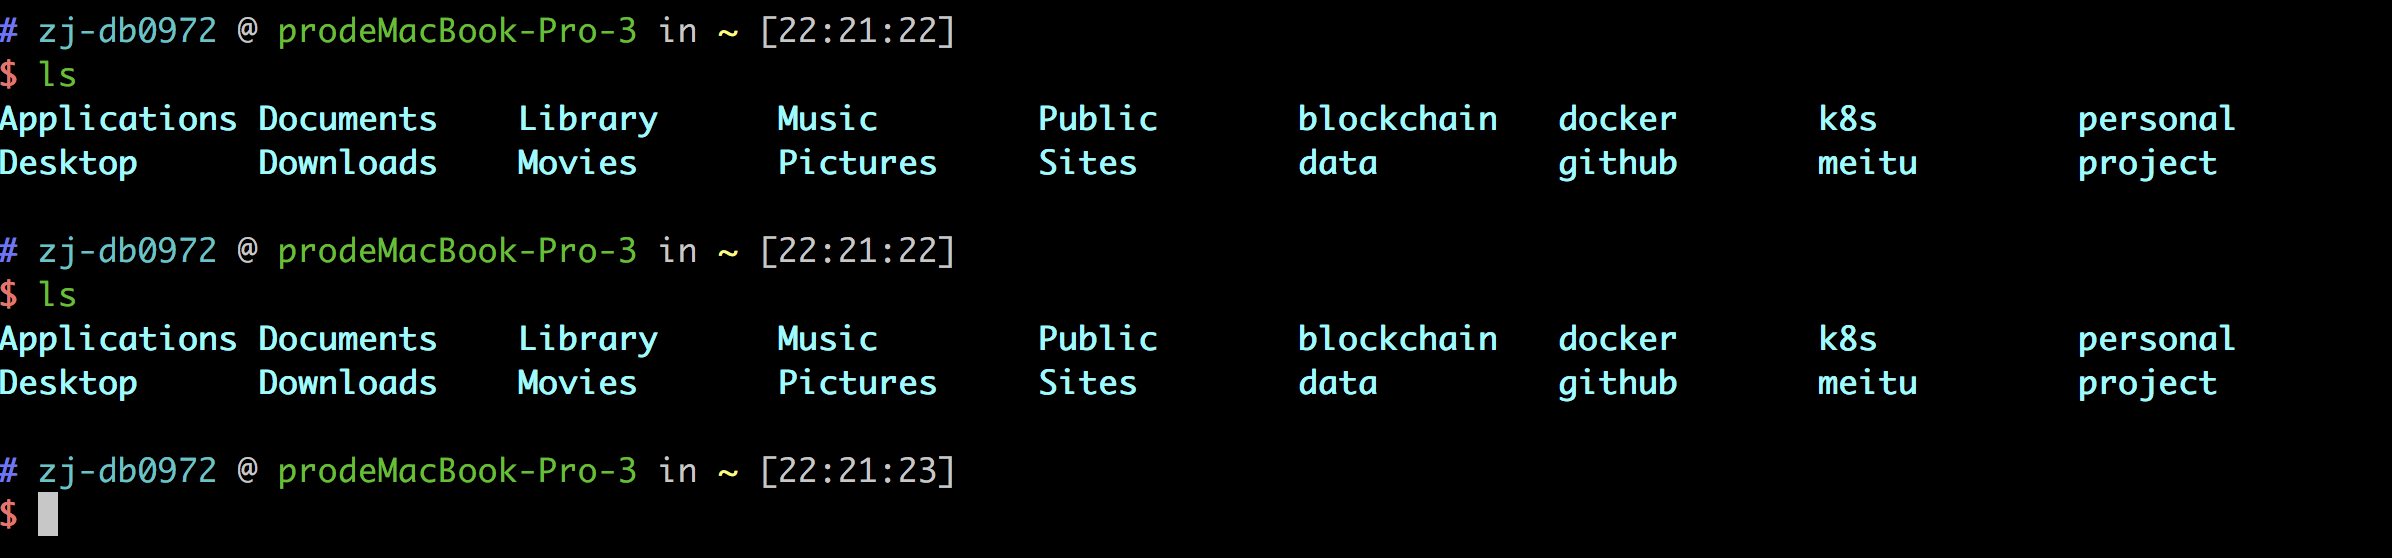 # zj-db0972 @ prodeMacBook-Pro-3 in ~ [22:21:22]
$ ls
Applications Documents Library Music Public blockchain docker k8s personal
Desktop Downloads Movies Pictures Sites data github meitu project
# zj-db0972 @ prodeMacBook-Pro-3 in ~ [22:21:22]
$ ls
Applications Documents Library Music Public blockchain docker k8s personal
Desktop Downloads Movies Pictures Sites data github meitu project
# zj-db0972 @ prodeMacBook-Pro-3 in ~ [22:21:23]
$